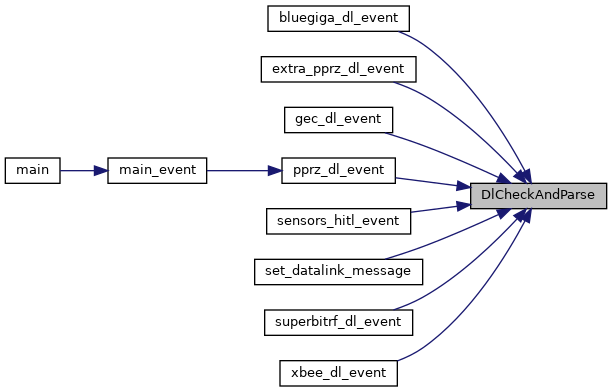 bluegiga_dl_event
extra_pprz_dl_event
gec_dl_event
main
main_event
pprz_dl_event
DlCheckAndParse
sensors_hitl_event
set_datalink_message
superbitrf_dl_event
xbee_dl_event